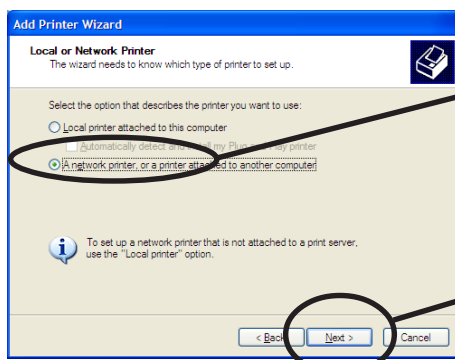 Add Printer Wizard
Local or Network Printer
The wizard needs to know which type of printer to set up.
Select the option that describes the printer you want to use:
Local printer attached to this computer
Automatically detect and install my Plug and Play printer
A network printer, or a printer attached to another computer
To set up a network printer that is not attached to a print server,
use the "Local printer" option.
< Back Next > Cancel